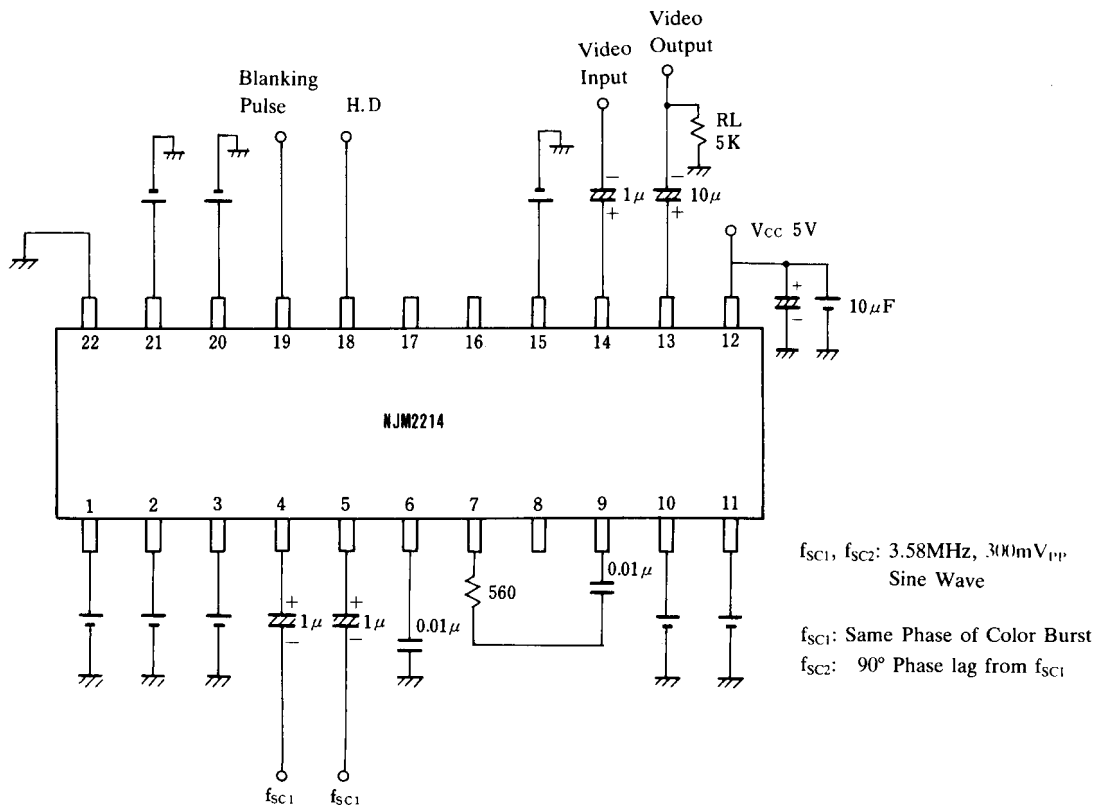 Video
Output
Video
Input
Blanking
Pulse
H.D
RL
5K
1μ
10μ
Vcc 5V
+
−
10μF
22 21 20 19 18 17 16 15 14 13 12
NJM2214
1 2 3 4 5 6 7 8 9 10 11
560
0.01μ
+
1μ
−
+
1μ
−
0.01μ
fSC1, fSC2: 3.58MHz, 300mVPP
Sine Wave
fSC1: Same Phase of Color Burst
fSC2: 90° Phase lag from fSC1
fSC1 fSC1